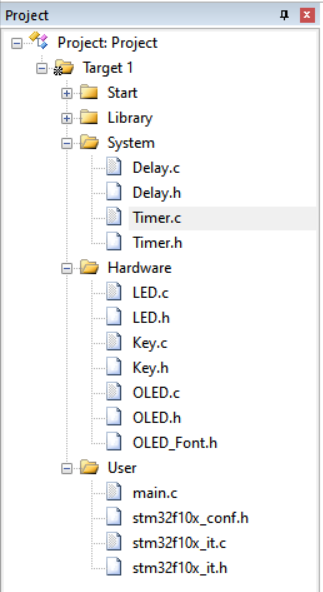 Project
Project: Project
Target 1
Start
Library
System
Delay.c
Delay.h
Timer.c
Timer.h
Hardware
LED.c
LED.h
Key.c
Key.h
OLED.c
OLED.h
OLED_Font.h
User
main.c
stm32f10x_conf.h
stm32f10x_it.c
stm32f10x_it.h